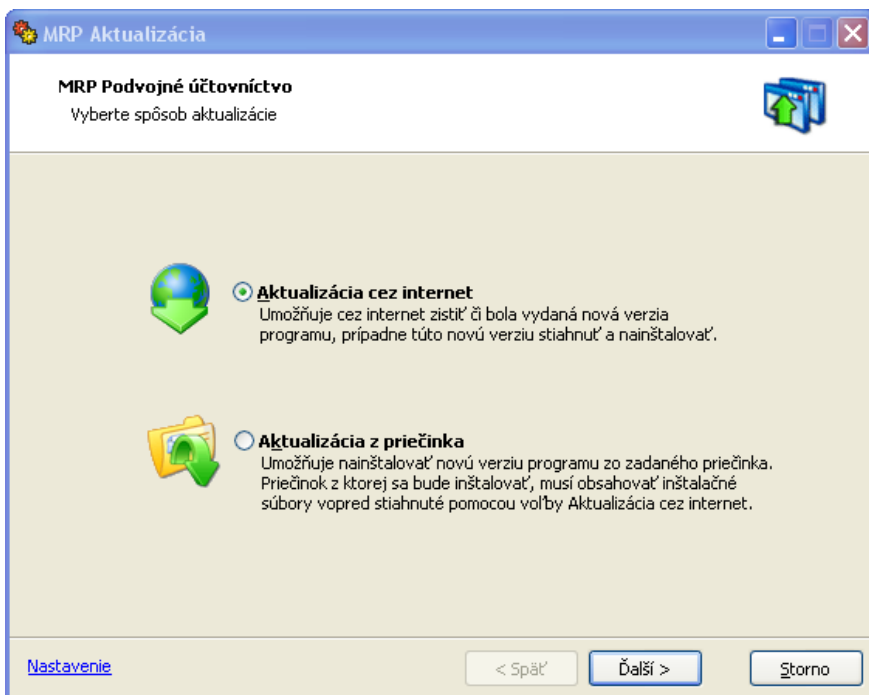 MRP Aktualizácia
MRP Podvojné účtovníctvo
Vyberte spôsob aktualizácie
Aktualizácia cez internet
Umožňuje cez internet zistiť či bola vydaná nová verzia
programu, prípadne túto novú verziu stiahnuť a nainštalovať.
Aktualizácia z priečinka
Umožňuje nainštalovať novú verziu programu zo zadaného priečinka.
Priečinok z ktorej sa bude inštalovať, musí obsahovať inštalačné
súbory vopred stiahnuté pomocou voľby Aktualizácia cez internet.
Nastavenie
< Späť
Ďalší >
Storno